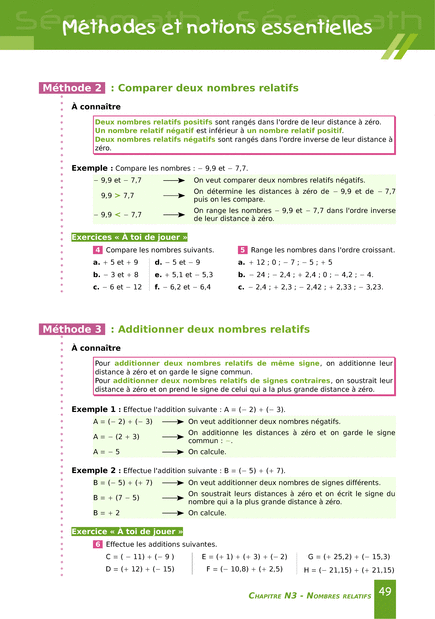 Méthodes et notions essentielles
Méthode 2 : Comparer deux nombres relatifs
À connaître
Deux nombres relatifs positifs sont rangés dans l'ordre de leur distance à zéro.
Un nombre relatif négatif est inférieur à un nombre relatif positif.
Deux nombres relatifs négatifs sont rangés dans l'ordre inverse de leur distance à
zéro.
Exemple : Compare les nombres : − 9,9 et − 7,7.
− 9,9 et − 7,7 On veut comparer deux nombres relatifs négatifs.
9,9 > 7,7 On détermine les distances à zéro de − 9,9 et de − 7,7
puis on les compare.
− 9,9 < − 7,7 On range les nombres − 9,9 et − 7,7 dans l'ordre inverse
de leur distance à zéro.
Exercices « À toi de jouer »
4 Compare les nombres suivants.
a. + 5 et + 9 d. − 5 et − 9
b. − 3 et + 8 e. + 5,1 et − 5,3
c. − 6 et − 12 f. − 6,2 et − 6,4
5 Range les nombres dans l'ordre croissant.
a. + 12 ; 0 ; − 7 ; − 5 ; + 5
b. − 24 ; − 2,4 ; + 2,4 ; 0 ; − 4,2 ; − 4.
c. − 2,4 ; + 2,3 ; − 2,42 ; + 2,33 ; − 3,23.
Méthode 3 : Additionner deux nombres relatifs
À connaître
Pour additionner deux nombres relatifs de même signe, on additionne leur
distance à zéro et on garde le signe commun.
Pour additionner deux nombres relatifs de signes contraires, on soustrait leur
distance à zéro et on prend le signe de celui qui a la plus grande distance à zéro.
Exemple 1 : Effectue l'addition suivante : A = (− 2) + (− 3).
A = (− 2) + (− 3) On veut additionner deux nombres négatifs.
A = − (2 + 3) On additionne les distances à zéro et on garde le signe
commun : −.
A = − 5 On calcule.
Exemple 2 : Effectue l'addition suivante : B = (− 5) + (+ 7).
B = (− 5) + (+ 7) On veut additionner deux nombres de signes différents.
B = + (7 − 5) On soustrait leurs distances à zéro et on écrit le signe du
nombre qui a la plus grande distance à zéro.
B = + 2 On calcule.
Exercice « À toi de jouer »
6 Effectue les additions suivantes.
C = ( − 11) + (− 9 ) E = (+ 1) + (+ 3) + (− 2) G = (+ 25,2) + (− 15,3)
D = (+ 12) + (− 15) F = (− 10,8) + (+ 2,5) H = (− 21,15) + (+ 21,15)
CHAPITRE N3 - NOMBRES RELATIFS 49